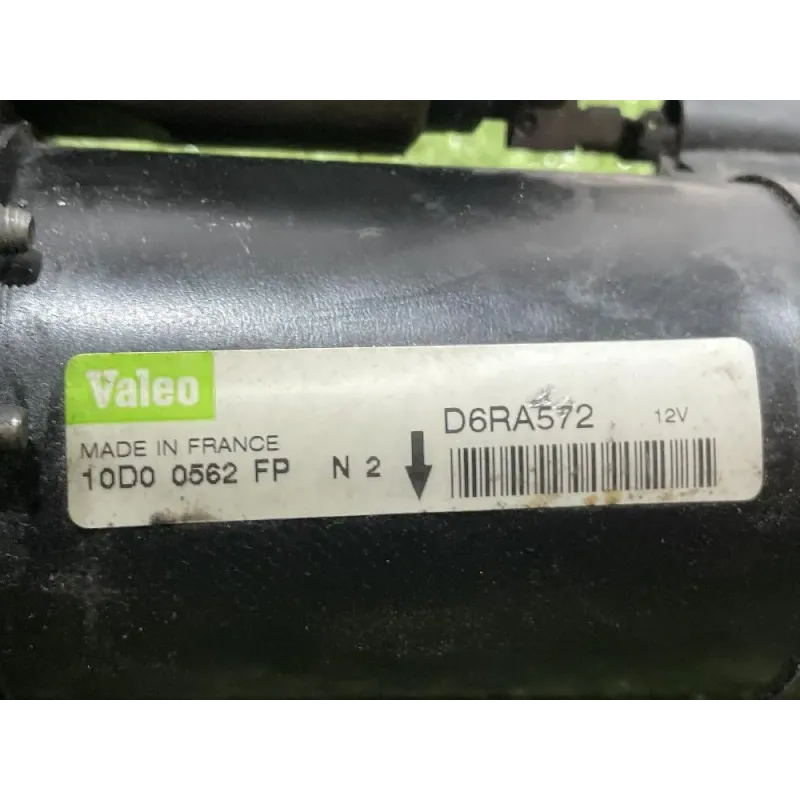 Valeo
MADE IN FRANCE
10D0 0562 FP N 2
D6RA572 12V